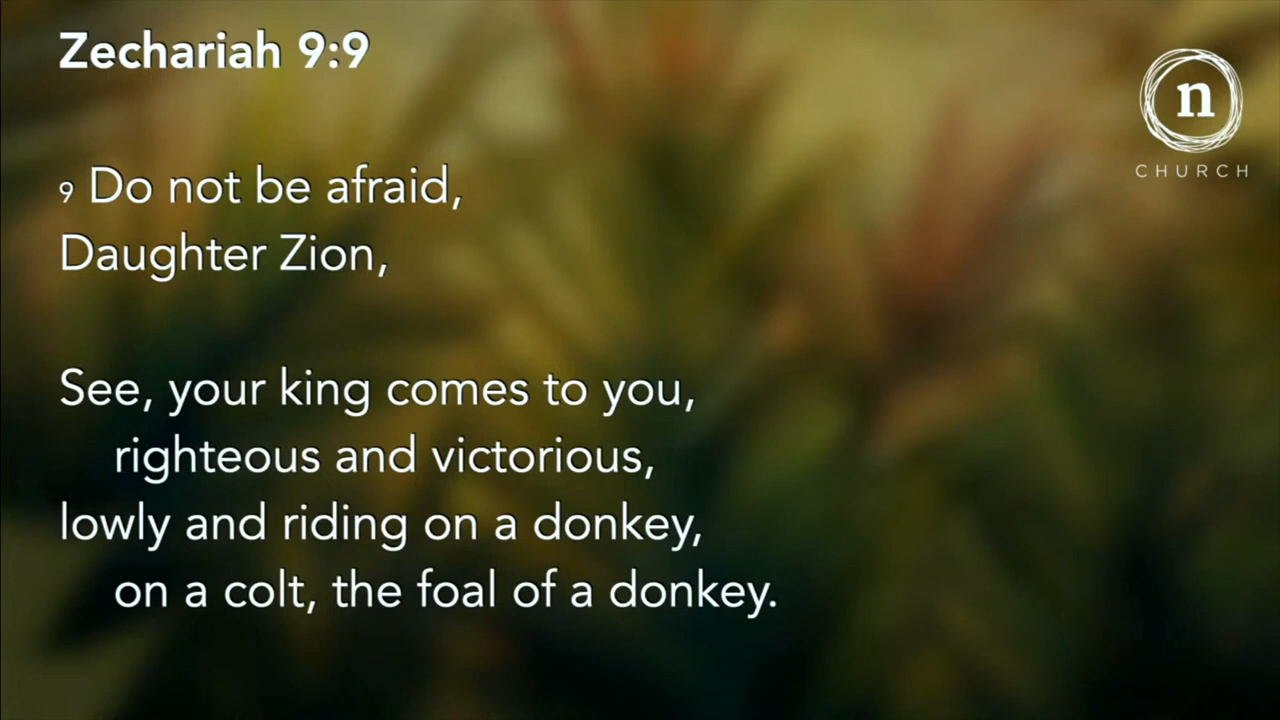 Zechariah 9:9
n
CHURCH
9 Do not be afraid,
Daughter Zion,
See, your king comes to you,
righteous and victorious,
lowly and riding on a donkey,
on a colt, the foal of a donkey.